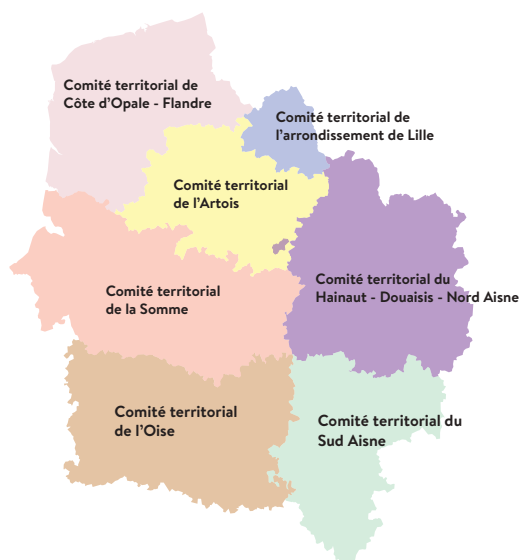 Comité territorial de
Côte d'Opale - Flandre
Comité territorial de
l'arrondissement de Lille
Comité territorial
de l'Artois
Comité territorial du
Hainaut - Douaisis - Nord Aisne
Comité territorial
de la Somme
Comité territorial
de l'Oise
Comité territorial du
Sud Aisne